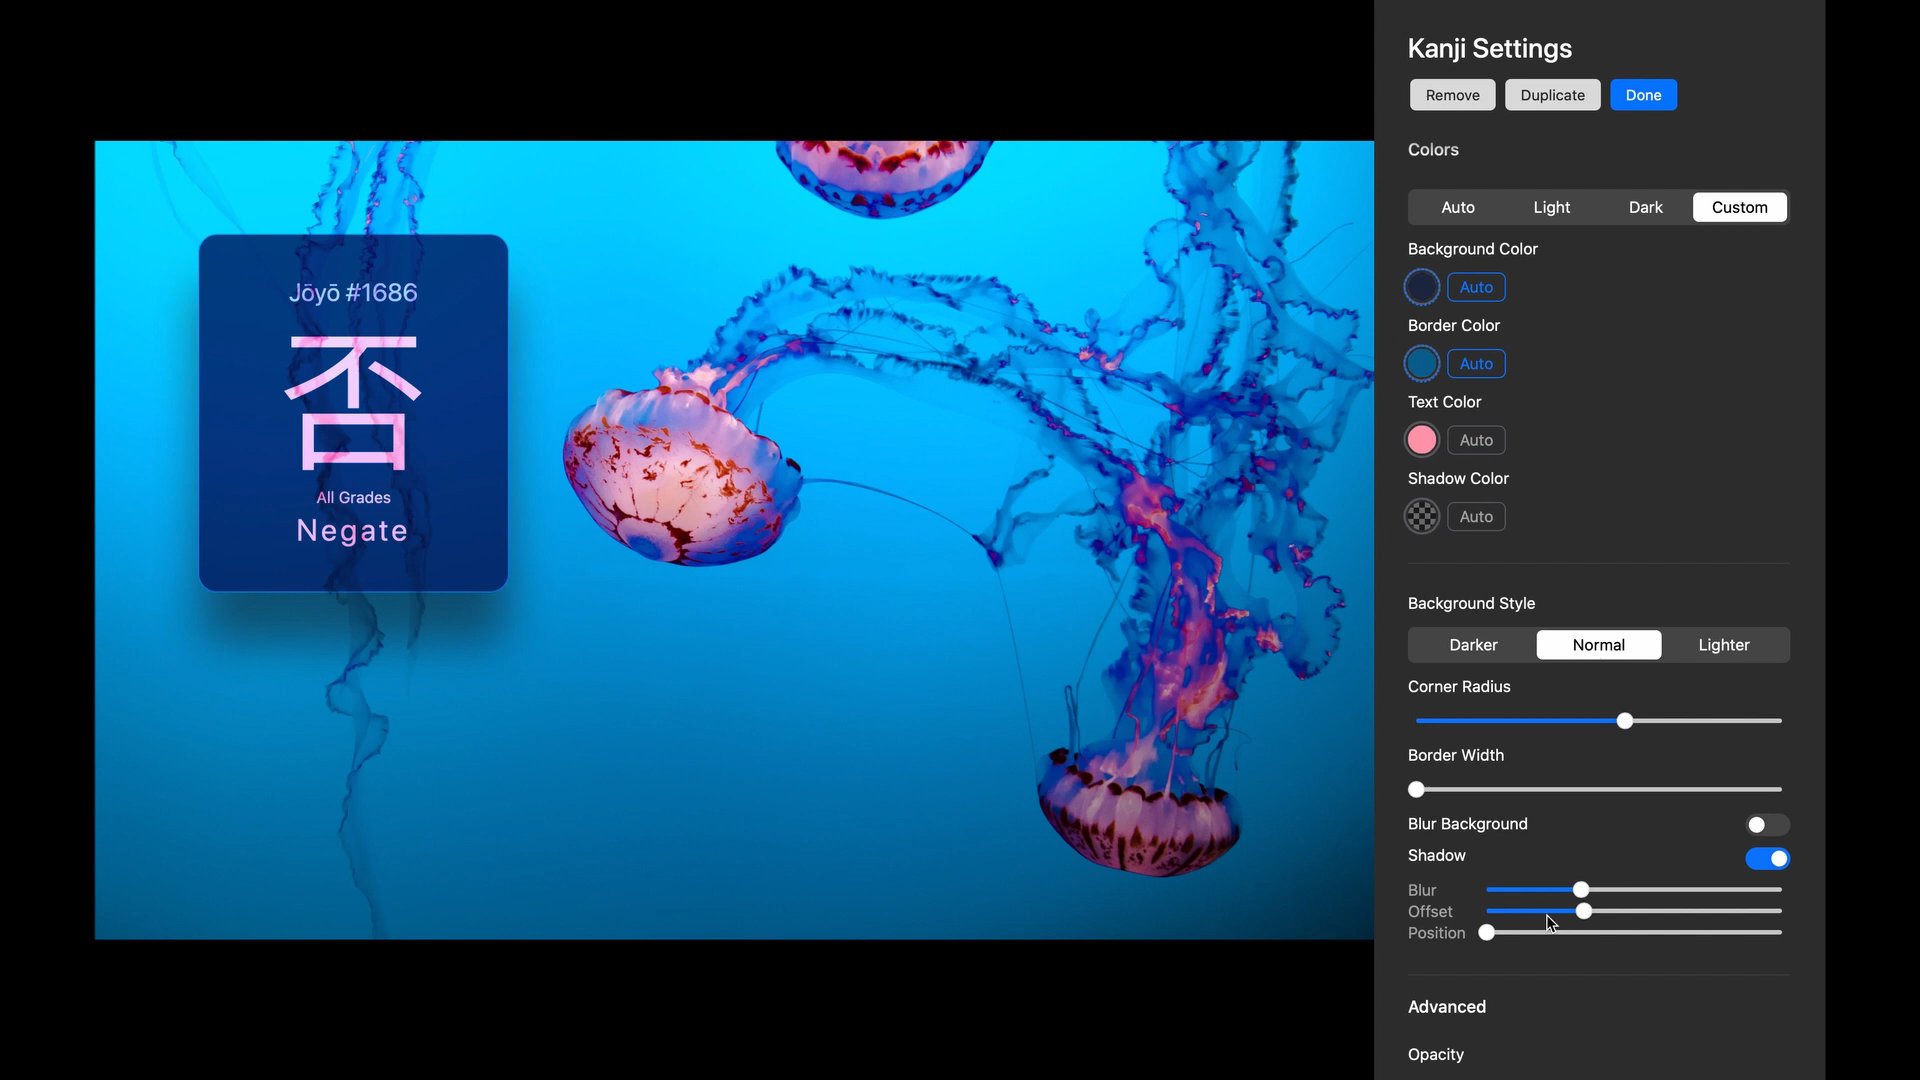 Jōyō #1686
否
All Grades
Negate
Kanji Settings
Remove Duplicate Done
Colors
Auto Light Dark Custom
Background Color
Auto
Border Color
Auto
Text Color
Auto
Shadow Color
Auto
Background Style
Darker Normal Lighter
Corner Radius
Border Width
Blur Background
Shadow
Blur
Offset
Position
Advanced
Opacity